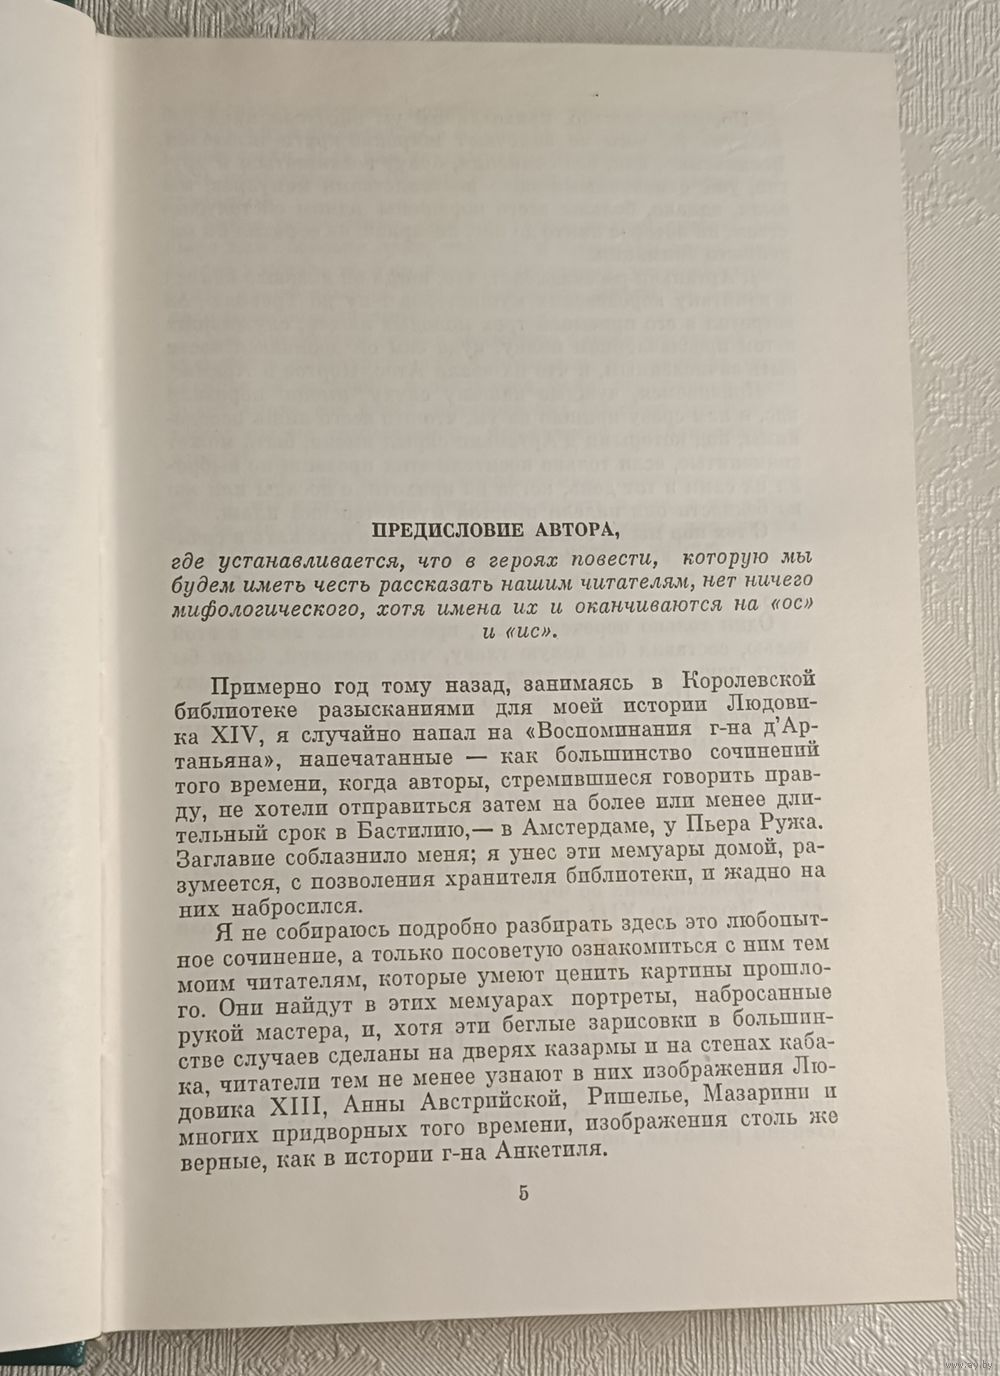 ПРЕДИСЛОВИЕ АВТОРА,
где устанавливается, что в героях повести, которую мы
будем иметь честь рассказать нашим читателям, нет ничего
мифологического, хотя имена их и оканчиваются на «ос»
и «ис».
Примерно год тому назад, занимаясь в Королевской
библиотеке разысканиями для моей истории Людови-
ка XIV, я случайно напал на «Воспоминания г-на д'Ар-
таньяна», напечатанные — как большинство сочинений
того времени, когда авторы, стремившиеся говорить прав-
ду, не хотели отправиться затем на более или менее дли-
тельный срок в Бастилию,— в Амстердаме, у Пьера Ружа.
Заглавие соблазнило меня; я унес эти мемуары домой, ра-
зумеется, с позволения хранителя библиотеки, и жадно на
них набросился.
Я не собираюсь подробно разбирать здесь это любопыт-
ное сочинение, а только посоветую ознакомиться с ним тем
моим читателям, которые умеют ценить картины прошло-
го. Они найдут в этих мемуарах портреты, набросанные
рукой мастера, и, хотя эти беглые зарисовки в большин-
стве случаев сделаны на дверях казармы и на стенах каба-
ка, читатели тем не менее узнают в них изображения Лю-
довика XIII, Анны Австрийской, Ришелье, Мазарини и
многих придворных того времени, изображения столь же
верные, как в истории г-на Анкетиля.
5
www.ay.by